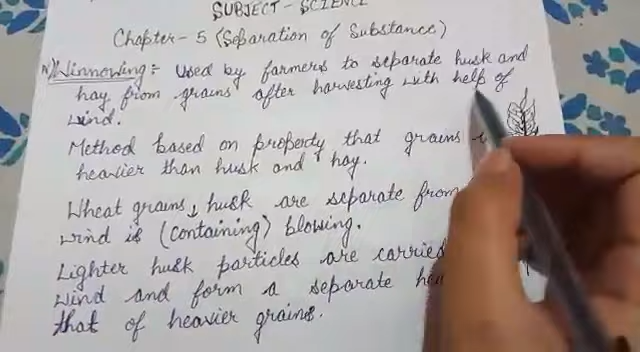 SUBJECT - SCIENCE
Chapter - 5 (Separation of Substance)
Winnowing:- Used by farmers to separate husk and
hay from grains after harvesting with help of
wind.
Method based on property that grains
heavier than husk and hay.
Wheat grains, husk are separate from
wind is (containing) blowing.
Lighter husk particles are carried
wind and form a separate
that of heavier grains.